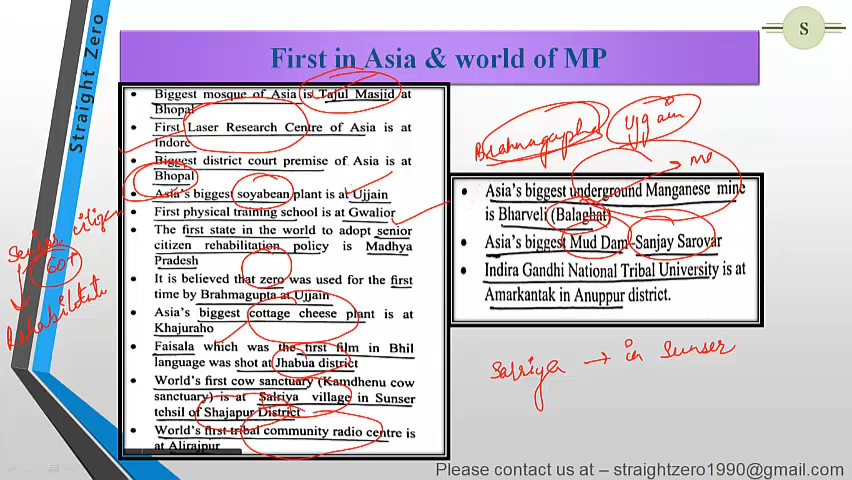 S
Straight Zero
First in Asia & world of MP
• Biggest mosque of Asia is Tajul Masjid at
Bhopal
• First Laser Research Centre of Asia is at
Indore
• Biggest district court premise of Asia is at
Bhopal
• Asia's biggest soyabean plant is at Ujjain
• First physical training school is at Gwalior
• The first state in the world to adopt senior
citizen rehabilitation policy is Madhya
Pradesh
• It is believed that zero was used for the first
time by Brahmagupta at Ujjain
• Asia's biggest cottage cheese plant is at
Khajuraho
• Faisala which was the first film in Bhil
language was shot at Jhabua district
• World's first cow sanctuary (Kamdhenu cow
sanctuary) is at Salriya village in Sunser
tehsil of Shajapur District
• World's first tribal community radio centre is
at Alirajpur
Senior citizen
60+
Rehabilitate
Brahmagupta
Ujjain
me
• Asia's biggest underground Manganese mine
is Bharveli (Balaghat)
• Asia's biggest Mud Dam-Sanjay Sarovar
• Indira Gandhi National Tribal University is at
Amarkantak in Anuppur district.
Salriya → in Sunser
Please contact us at – straightzero1990@gmail.com